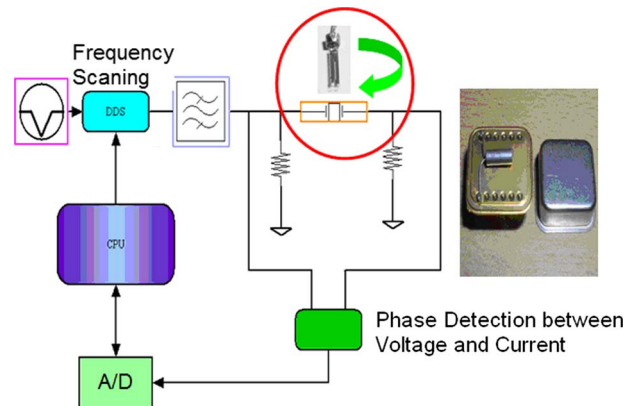 Frequency
Scaning
DDS
CPU
Phase Detection between
Voltage and Current
A/D